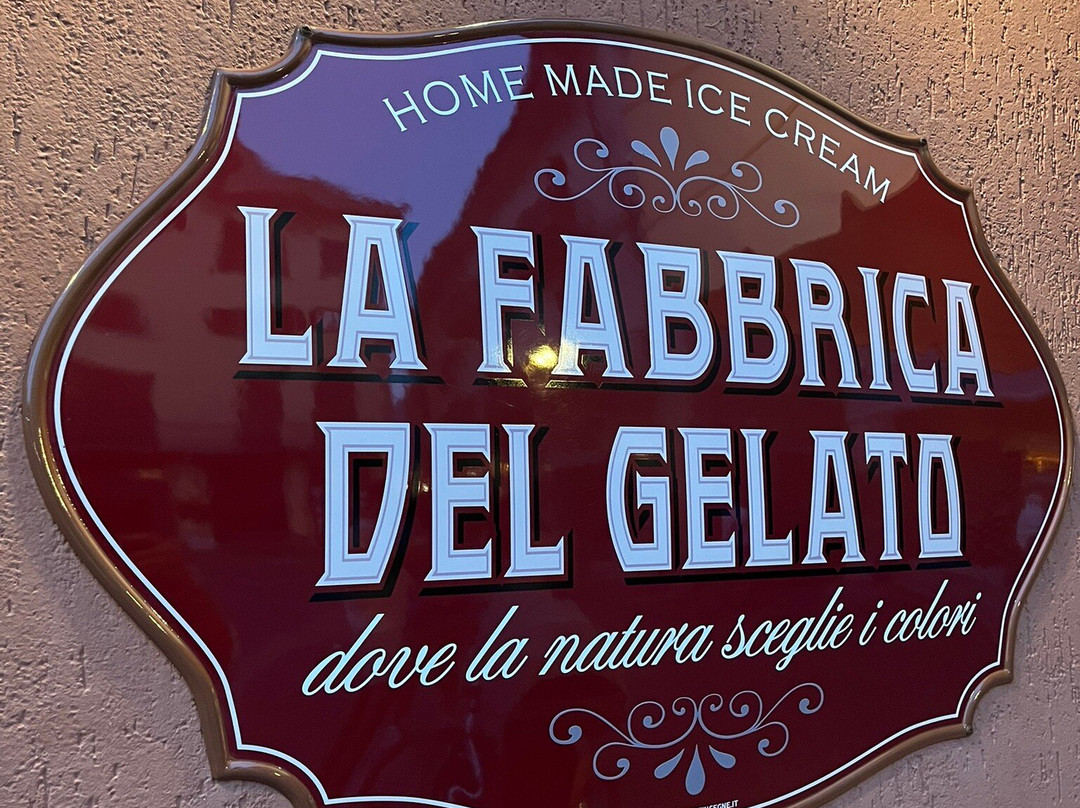 HOME MADE ICE CREAM
LA FABBRICA
DEL GELATO
dove la natura sceglie i colori